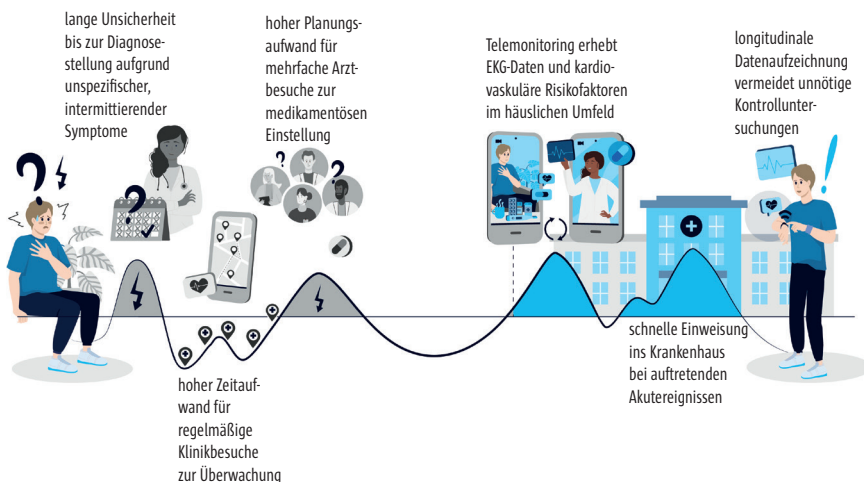 lange Unsicherheit
bis zur Diagnose-
stellung aufgrund
unspezifischer,
intermittierender
Symptome
hoher Planungs-
aufwand für
mehrfache Arzt-
besuche zur
medikamentösen
Einstellung
Telemonitoring erhebt
EKG-Daten und kardio-
vaskuläre Risikofaktoren
im häuslichen Umfeld
longitudinale
Datenaufzeichnung
vermeidet unnötige
Kontrollunter-
suchungen
hoher Zeitauf-
wand für
regelmäßige
Klinikbesuche
zur Überwachung
schnelle Einweisung
ins Krankenhaus
bei auftretenden
Akutereignissen